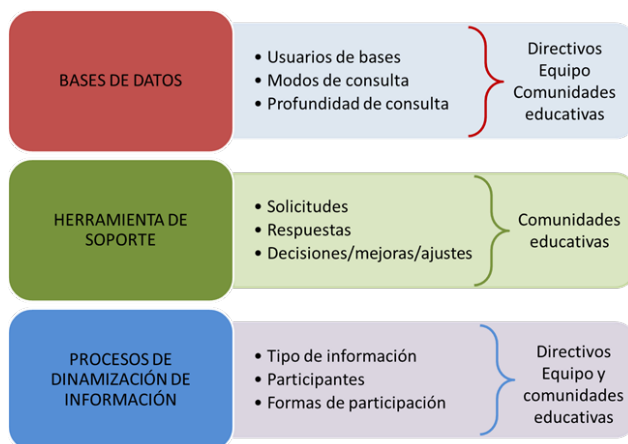 BASES DE DATOS
• Usuarios de bases
• Modos de consulta
• Profundidad de consulta
Directivos
Equipo
Comunidades
educativas
HERRAMIENTA DE
SOPORTE
• Solicitudes
• Respuestas
• Decisiones/mejoras/ajustes
Comunidades
educativas
PROCESOS DE
DINAMIZACIÓN DE
INFORMACIÓN
• Tipo de información
• Participantes
• Formas de participación
Directivos
Equipo y
comunidades
educativas